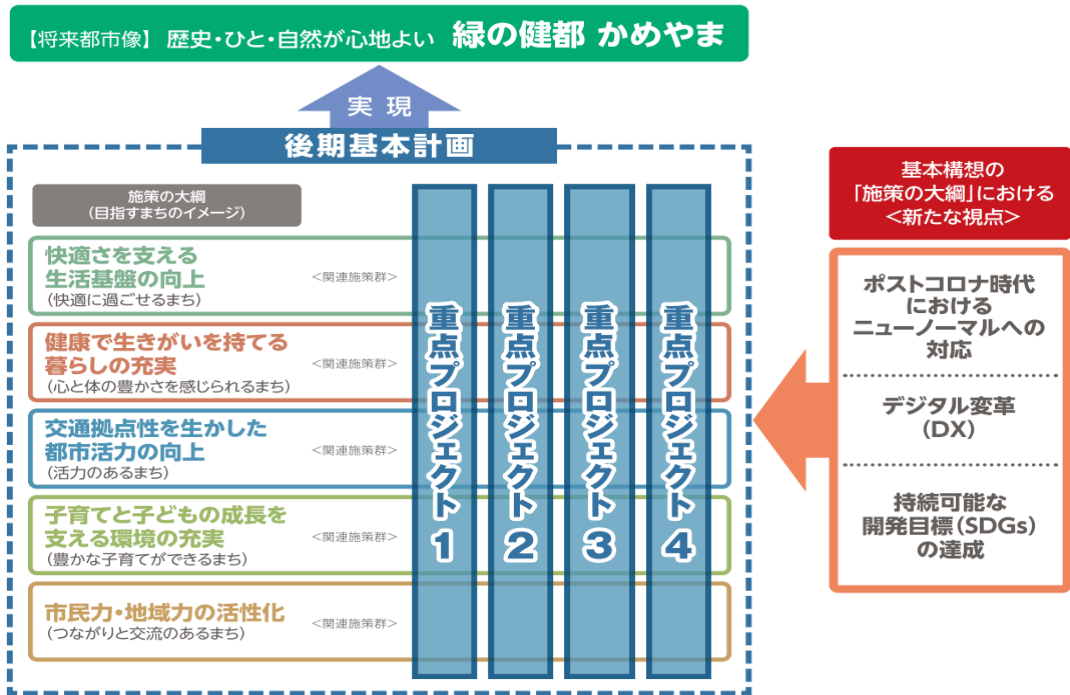 【将来都市像】 歴史・ひと・自然が心地よい 緑の健都 かめやま
実 現
後期基本計画
施策の大綱
(目指すまちのイメージ)
快適さを支える
生活基盤の向上
(快適に過ごせるまち)
<関連施策群>
健康で生きがいを持てる
暮らしの充実
(心と体の豊かさを感じられるまち)
<関連施策群>
交通拠点性を生かした
都市活力の向上
(活力のあるまち)
<関連施策群>
子育てと子どもの成長を
支える環境の充実
(豊かな子育てができるまち)
<関連施策群>
市民力・地域力の活性化
(つながりと交流のあるまち)
<関連施策群>
重点プロジェクト1
重点プロジェクト2
重点プロジェクト3
重点プロジェクト4
基本構想の
「施策の大綱」における
<新たな視点>
ポストコロナ時代
における
ニューノーマルへの
対応
デジタル変革
(DX)
持続可能な
開発目標(SDGs)
の達成